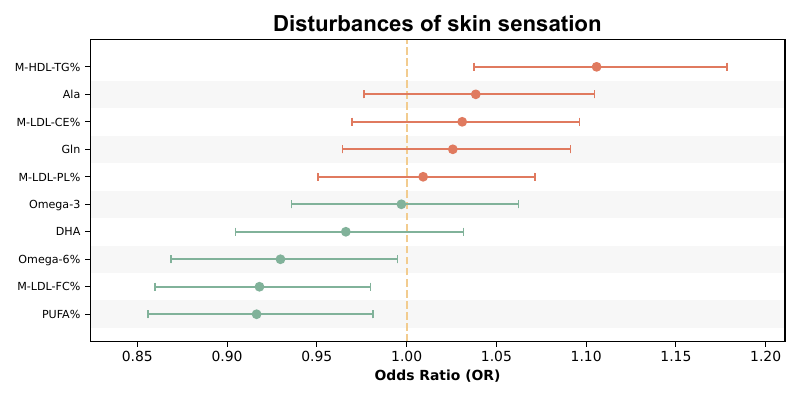 Disturbances of skin sensation
M-HDL-TG%
Ala
M-LDL-CE%
Gln
M-LDL-PL%
Omega-3
DHA
Omega-6%
M-LDL-FC%
PUFA%
0.85 0.90 0.95 1.00 1.05 1.10 1.15 1.20
Odds Ratio (OR)